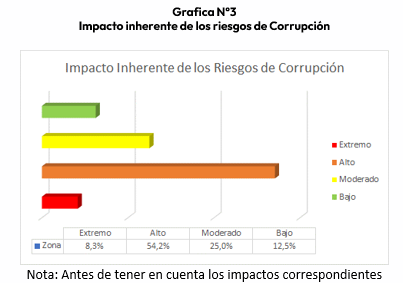 Grafica N°3
Impacto inherente de los riesgos de Corrupción
Impacto Inherente de los Riesgos de Corrupción
Extremo
Alto
Moderado
Bajo
Extremo Alto Moderado Bajo
Zona 8,3% 54,2% 25,0% 12,5%
Nota: Antes de tener en cuenta los impactos correspondientes